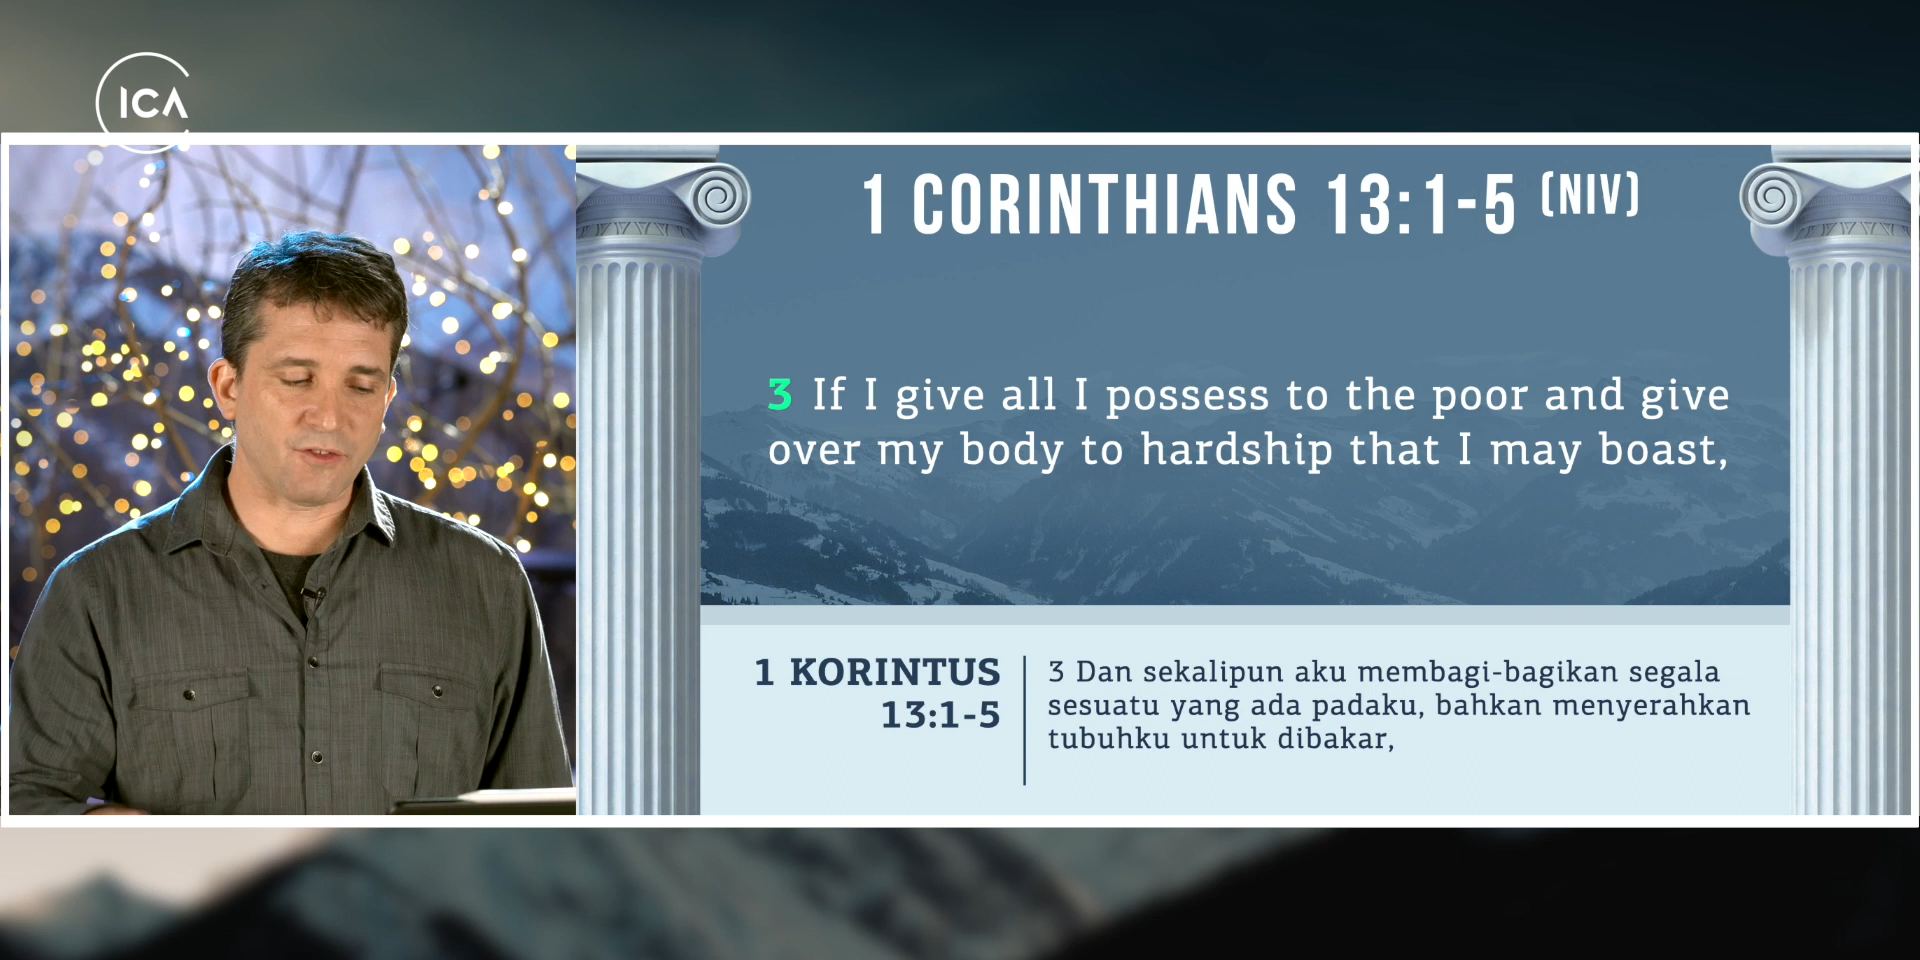 ICA
1 CORINTHIANS 13:1-5 (NIV)
3 If I give all I possess to the poor and give
over my body to hardship that I may boast,
1 KORINTUS
13:1-5
3 Dan sekalipun aku membagi-bagikan segala
sesuatu yang ada padaku, bahkan menyerahkan
tubuhku untuk dibakar,